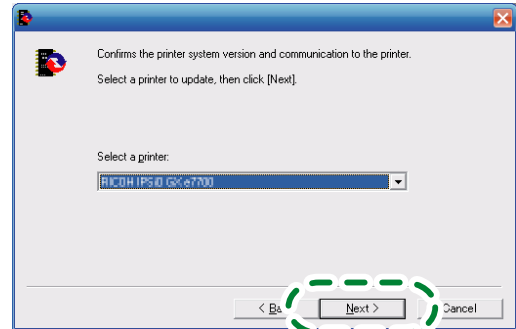 Confirms the printer system version and communication to the printer.
Select a printer to update, then click [Next].
Select a printer:
RICOH IPSiO GX e7700
< Ba
Next >
Cancel